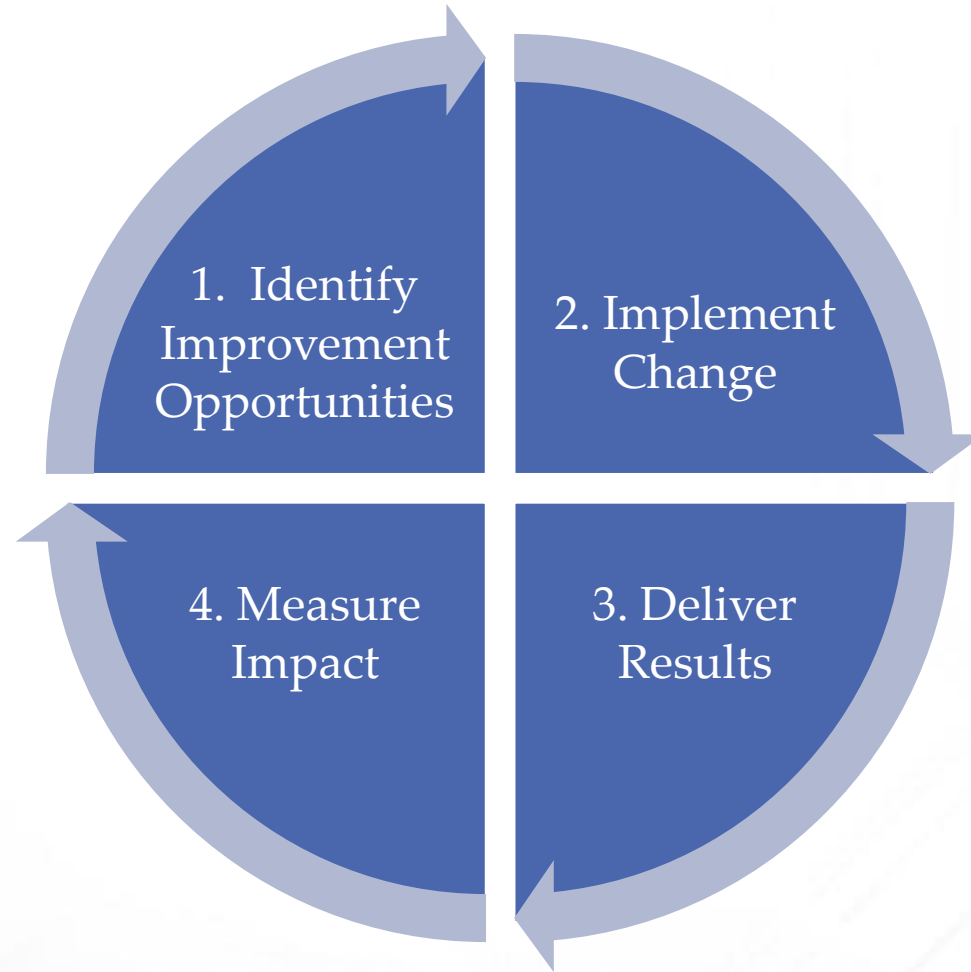 1. Identify
Improvement
Opportunities
2. Implement
Change
3. Deliver
Results
4. Measure
Impact